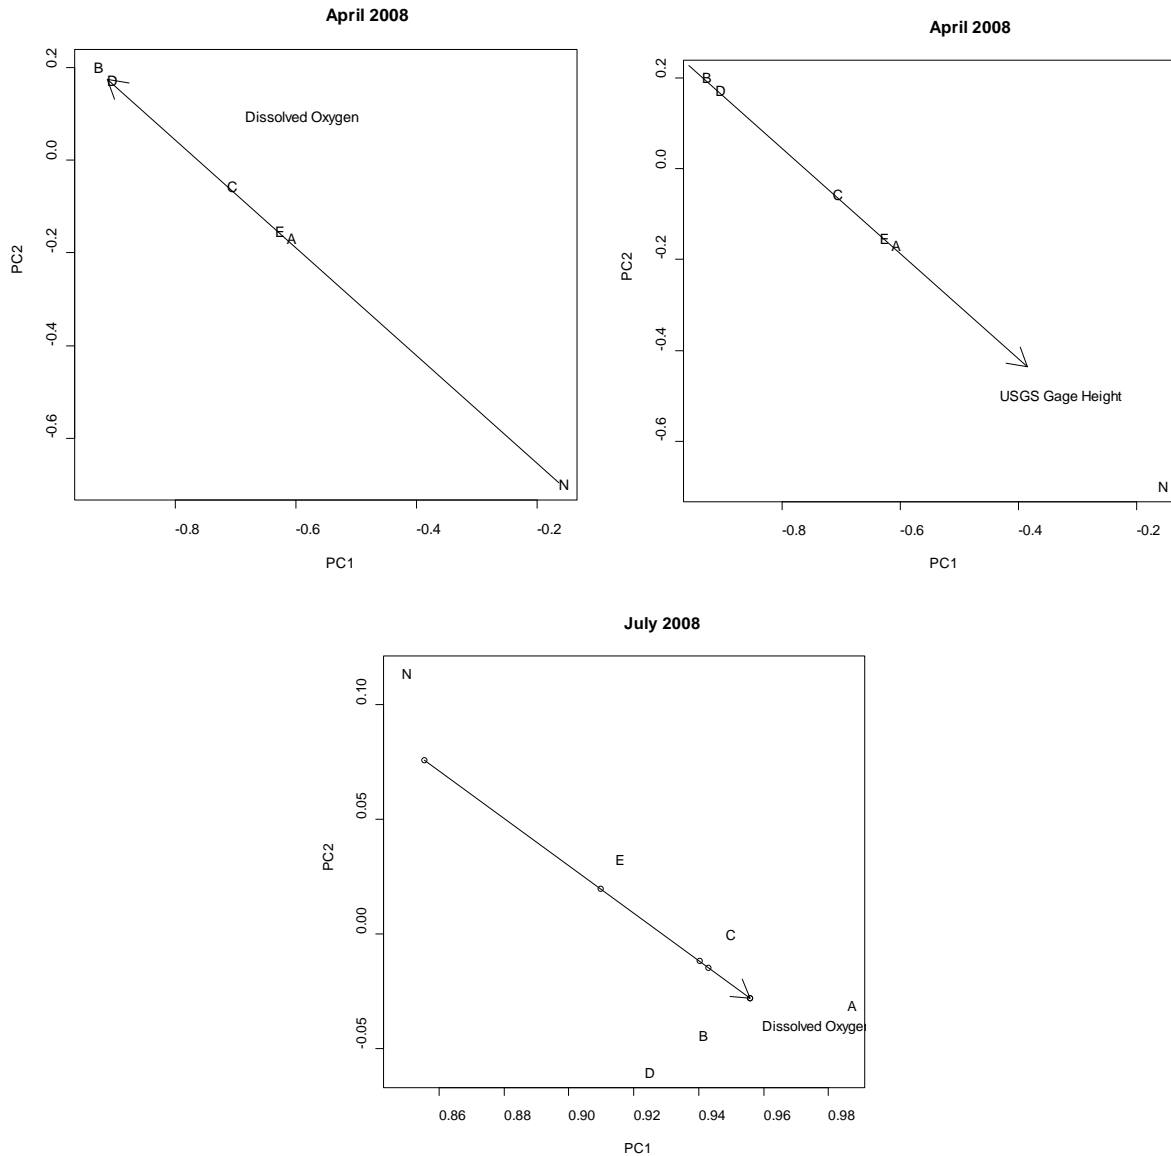 April 2008
0.2
0.0
-0.2
-0.4
-0.6
PC2
B
D
Dissolved Oxygen
C
E
A
N
-0.8
-0.6
-0.4
-0.2
PC1
April 2008
0.2
0.0
-0.2
-0.4
-0.6
PC2
B
D
C
E
A
USGS Gage Height
N
-0.8
-0.6
-0.4
-0.2
PC1
July 2008
0.10
0.05
0.00
-0.05
PC2
N
E
C
A
Dissolved Oxygen
B
D
0.86
0.88
0.90
0.92
0.94
0.96
0.98
PC1